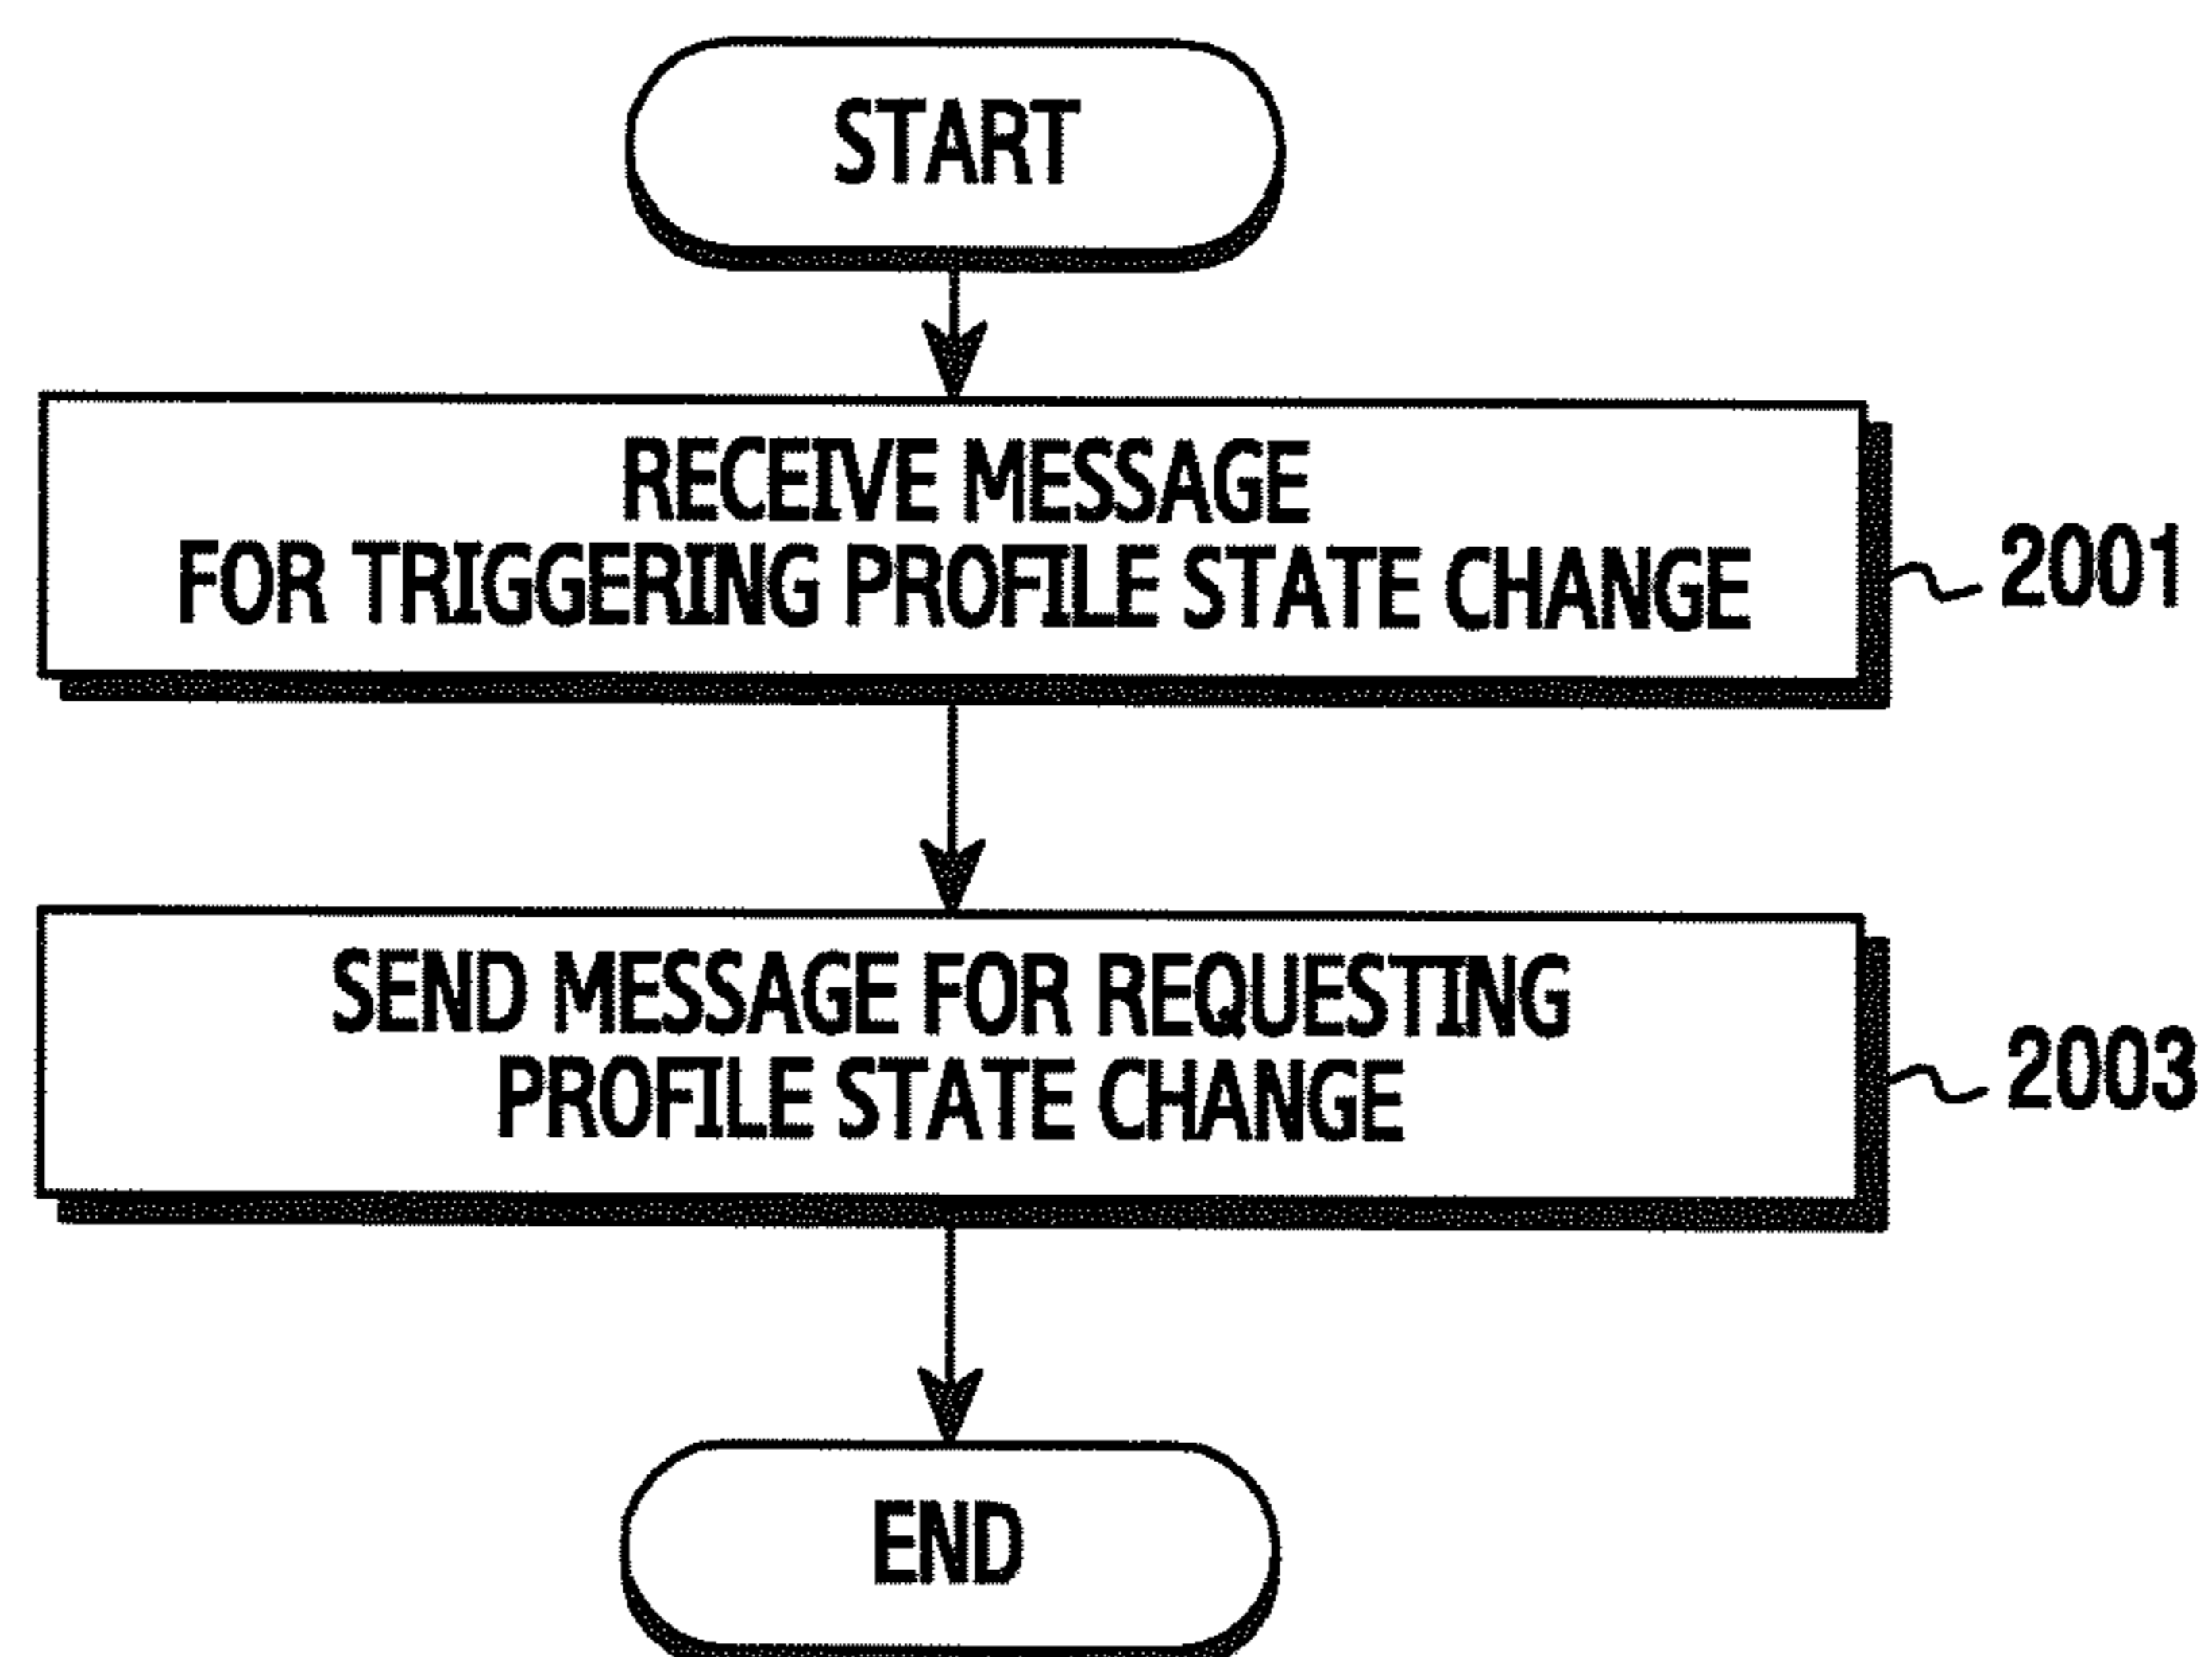 START
RECEIVE MESSAGE
FOR TRIGGERING PROFILE STATE CHANGE
2001
SEND MESSAGE FOR REQUESTING
PROFILE STATE CHANGE
2003
END